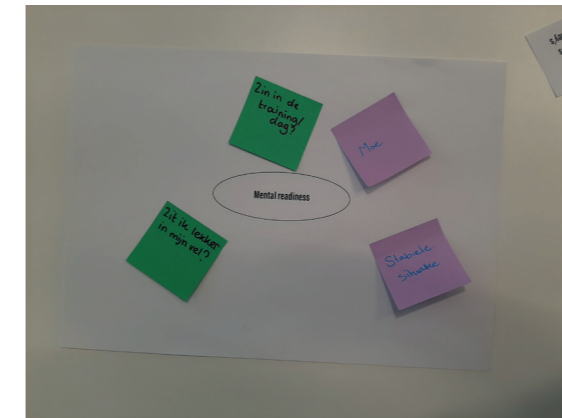 Zin in de
training/
dag?
Moe
Mental readiness
Zit ik lekker
in mijn vel?
Stabiele
situatie